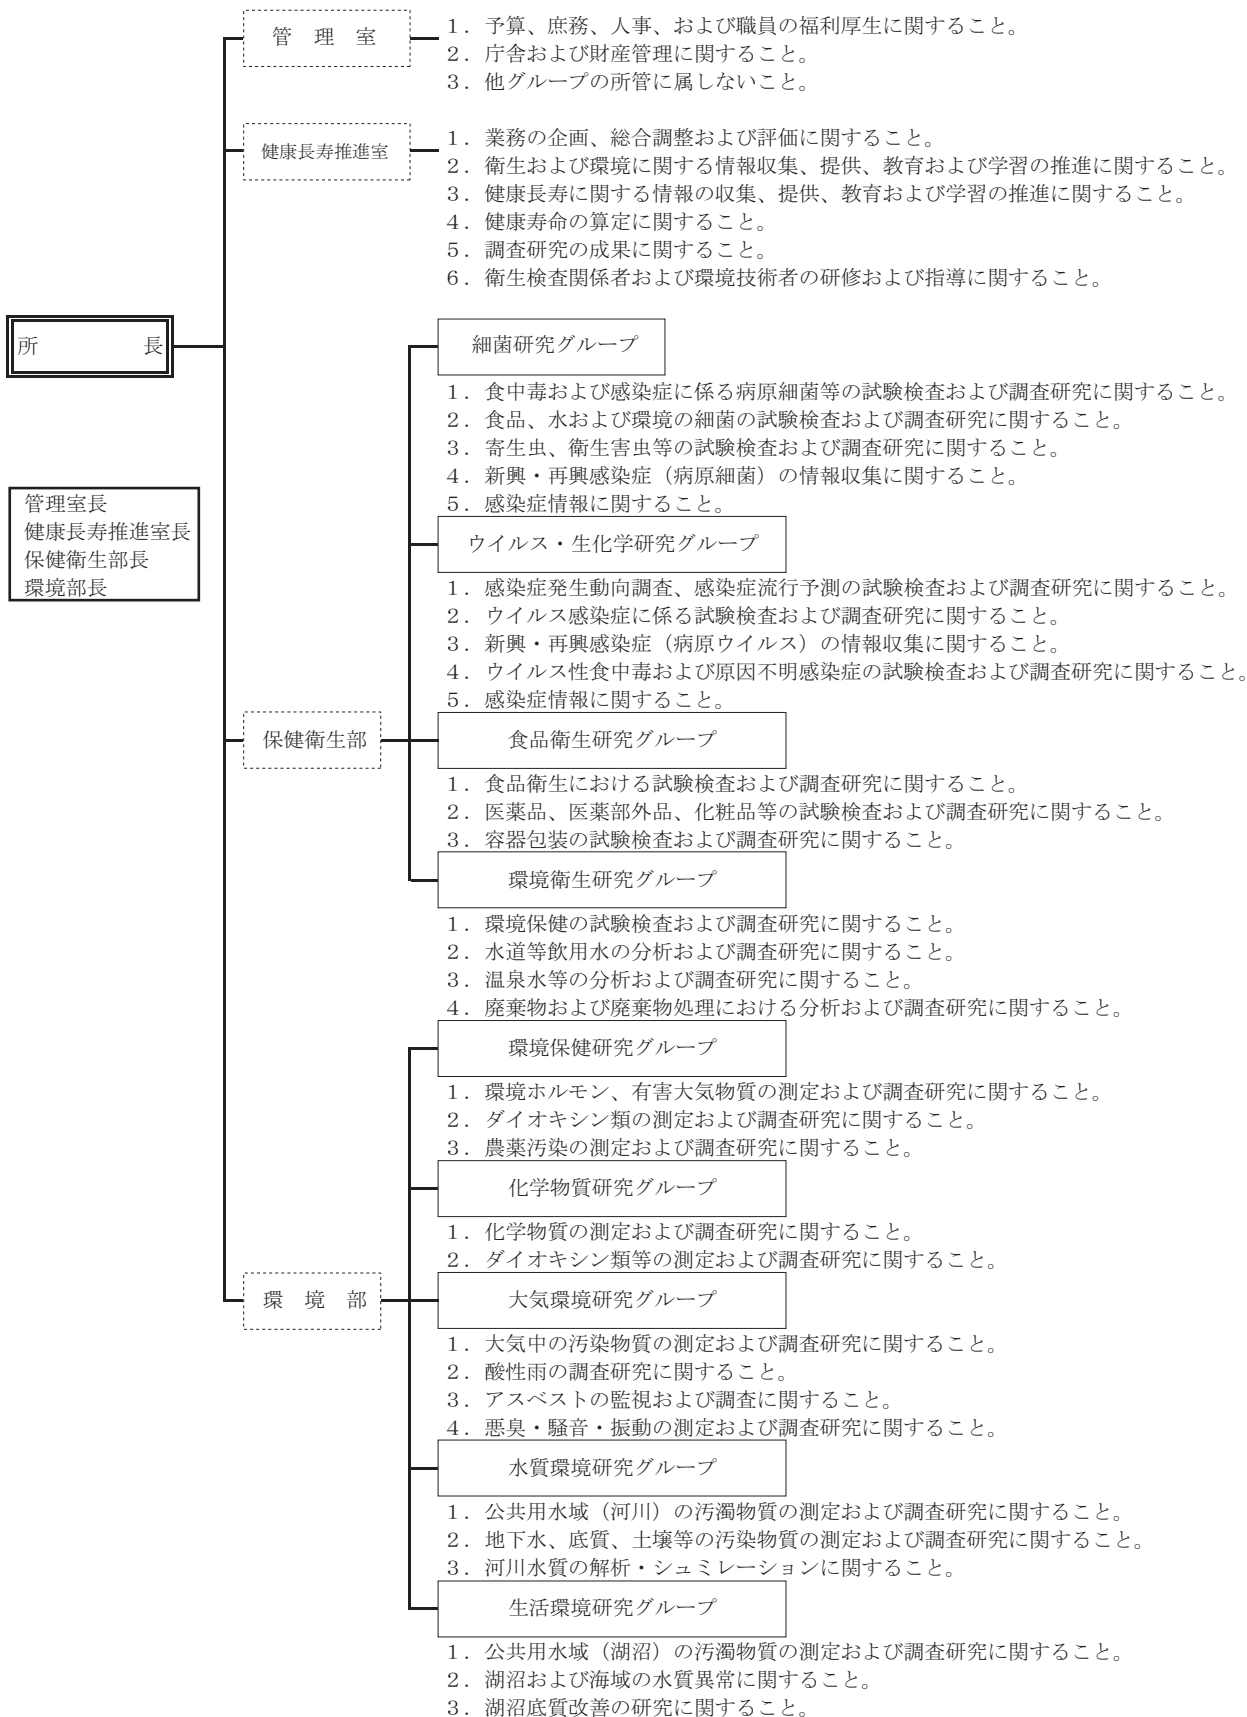 管理室
1．予算、庶務、人事、および職員の福利厚生に関すること。
2．庁舎および財産管理に関すること。
3．他グループの所管に属しないこと。
健康長寿推進室
1．業務の企画、総合調整および評価に関すること。
2．衛生および環境に関する情報収集、提供、教育および学習の推進に関すること。
3．健康長寿に関する情報の収集、提供、教育および学習の推進に関すること。
4．健康寿命の算定に関すること。
5．調査研究の成果に関すること。
6．衛生検査関係者および環境技術者の研修および指導に関すること。
所長
管理室長
健康長寿推進室長
保健衛生部長
環境部長
保健衛生部
細菌研究グループ
1．食中毒および感染症に係る病原細菌等の試験検査および調査研究に関すること。
2．食品、水および環境の細菌の試験検査および調査研究に関すること。
3．寄生虫、衛生害虫等の試験検査および調査研究に関すること。
4．新興・再興感染症（病原細菌）の情報収集に関すること。
5．感染症情報に関すること。
ウイルス・生化学研究グループ
1．感染症発生動向調査、感染症流行予測の試験検査および調査研究に関すること。
2．ウイルス感染症に係る試験検査および調査研究に関すること。
3．新興・再興感染症（病原ウイルス）の情報収集に関すること。
4．ウイルス性食中毒および原因不明感染症の試験検査および調査研究に関すること。
5．感染症情報に関すること。
食品衛生研究グループ
1．食品衛生における試験検査および調査研究に関すること。
2．医薬品、医薬部外品、化粧品等の試験検査および調査研究に関すること。
3．容器包装の試験検査および調査研究に関すること。
環境衛生研究グループ
1．環境保健の試験検査および調査研究に関すること。
2．水道等飲用水の分析および調査研究に関すること。
3．温泉水等の分析および調査研究に関すること。
4．廃棄物および廃棄物処理における分析および調査研究に関すること。
環境部
環境保健研究グループ
1．環境ホルモン、有害大気物質の測定および調査研究に関すること。
2．ダイオキシン類の測定および調査研究に関すること。
3．農薬汚染の測定および調査研究に関すること。
化学物質研究グループ
1．化学物質の測定および調査研究に関すること。
2．ダイオキシン類等の測定および調査研究に関すること。
大気環境研究グループ
1．大気中の汚染物質の測定および調査研究に関すること。
2．酸性雨の調査研究に関すること。
3．アスベストの監視および調査に関すること。
4．悪臭・騒音・振動の測定および調査研究に関すること。
水質環境研究グループ
1．公共用水域（河川）の汚濁物質の測定および調査研究に関すること。
2．地下水、底質、土壌等の汚染物質の測定および調査研究に関すること。
3．河川水質の解析・シュミレーションに関すること。
生活環境研究グループ
1．公共用水域（湖沼）の汚濁物質の測定および調査研究に関すること。
2．湖沼および海域の水質異常に関すること。
3．湖沼底質改善の研究に関すること。